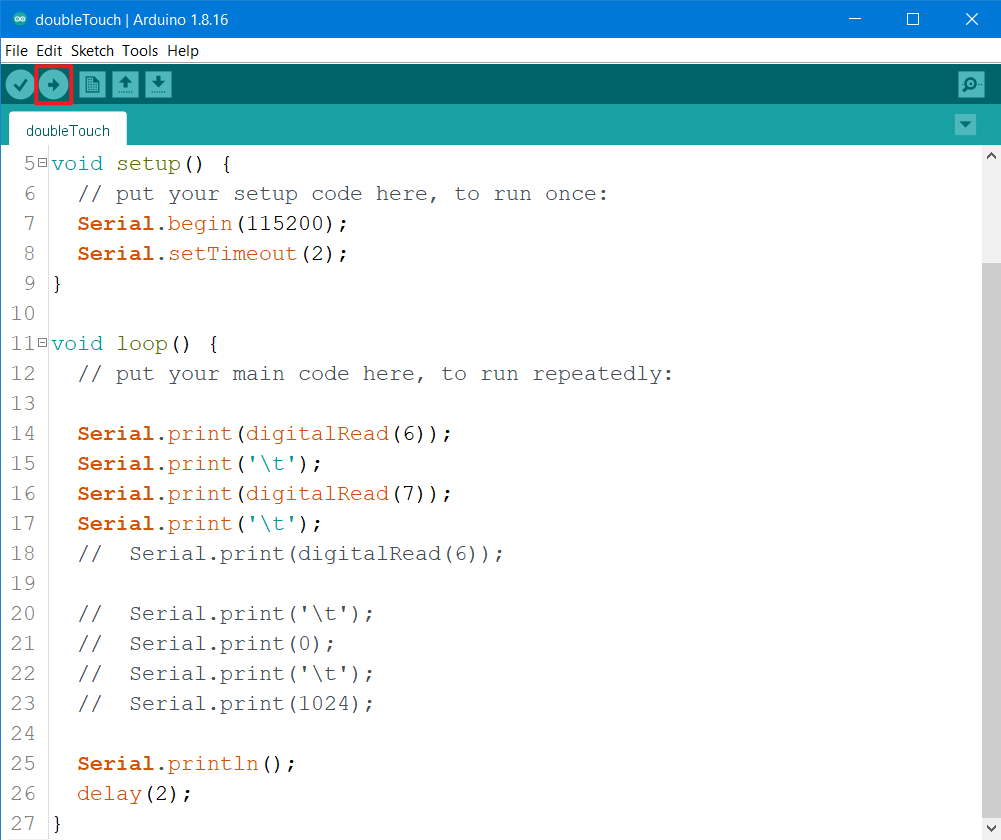 doubleTouch | Arduino 1.8.16
File Edit Sketch Tools Help
doubleTouch
5 void setup() {
6   // put your setup code here, to run once:
7   Serial.begin(115200);
8   Serial.setTimeout(2);
9 }
10
11 void loop() {
12   // put your main code here, to run repeatedly:
13
14   Serial.print(digitalRead(6));
15   Serial.print('\t');
16   Serial.print(digitalRead(7));
17   Serial.print('\t');
18   //  Serial.print(digitalRead(6));
19
20   //  Serial.print('\t');
21   //  Serial.print(0);
22   //  Serial.print('\t');
23   //  Serial.print(1024);
24
25   Serial.println();
26   delay(2);
27 }